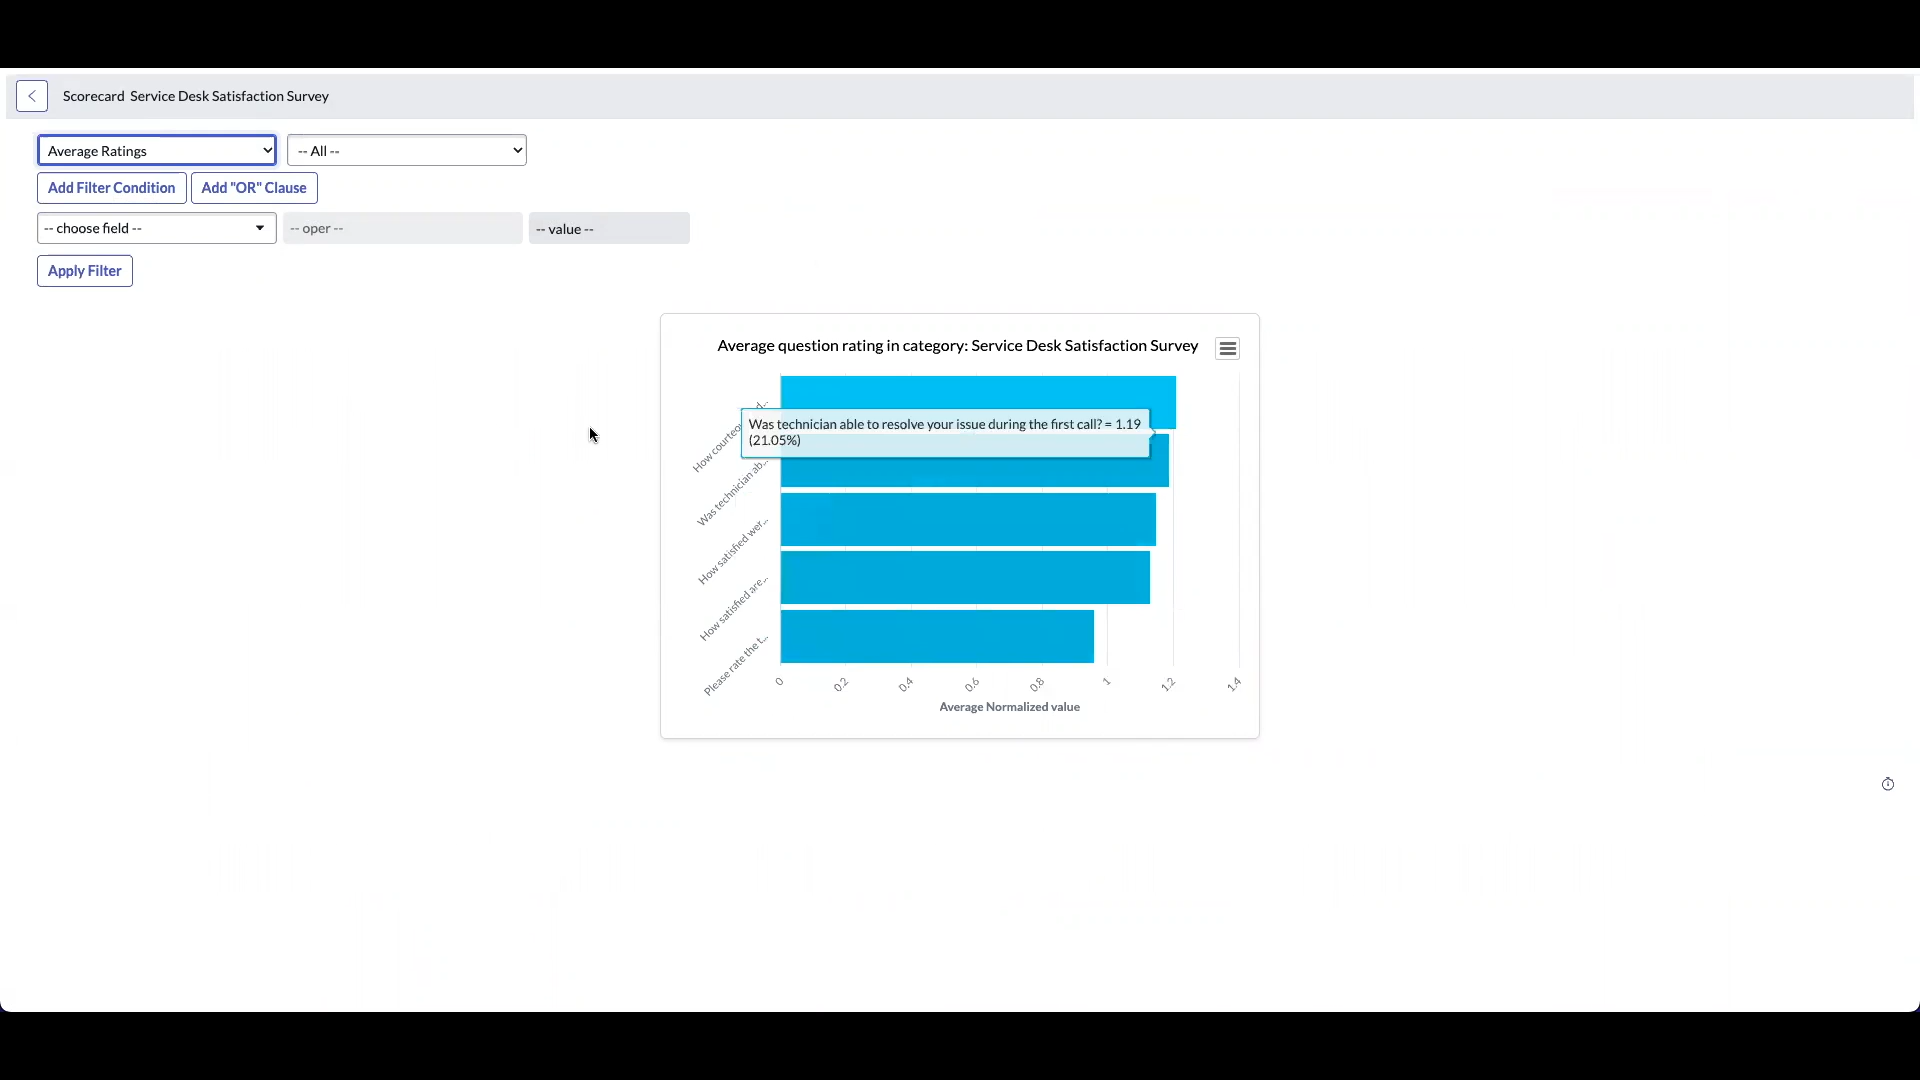 Scorecard Service Desk Satisfaction Survey
Average Ratings
-- All --
Add Filter Condition
Add "OR" Clause
-- choose field --
-- oper --
-- value --
Apply Filter
Average question rating in category: Service Desk Satisfaction Survey
Was technician able to resolve your issue during the first call? = 1.19
(21.05%)
Was technician ab...
How satisfied wer...
How satisfied are...
Please rate the t...
0
0.2
0.4
0.6
0.8
1
1.2
1.4
Average Normalized value